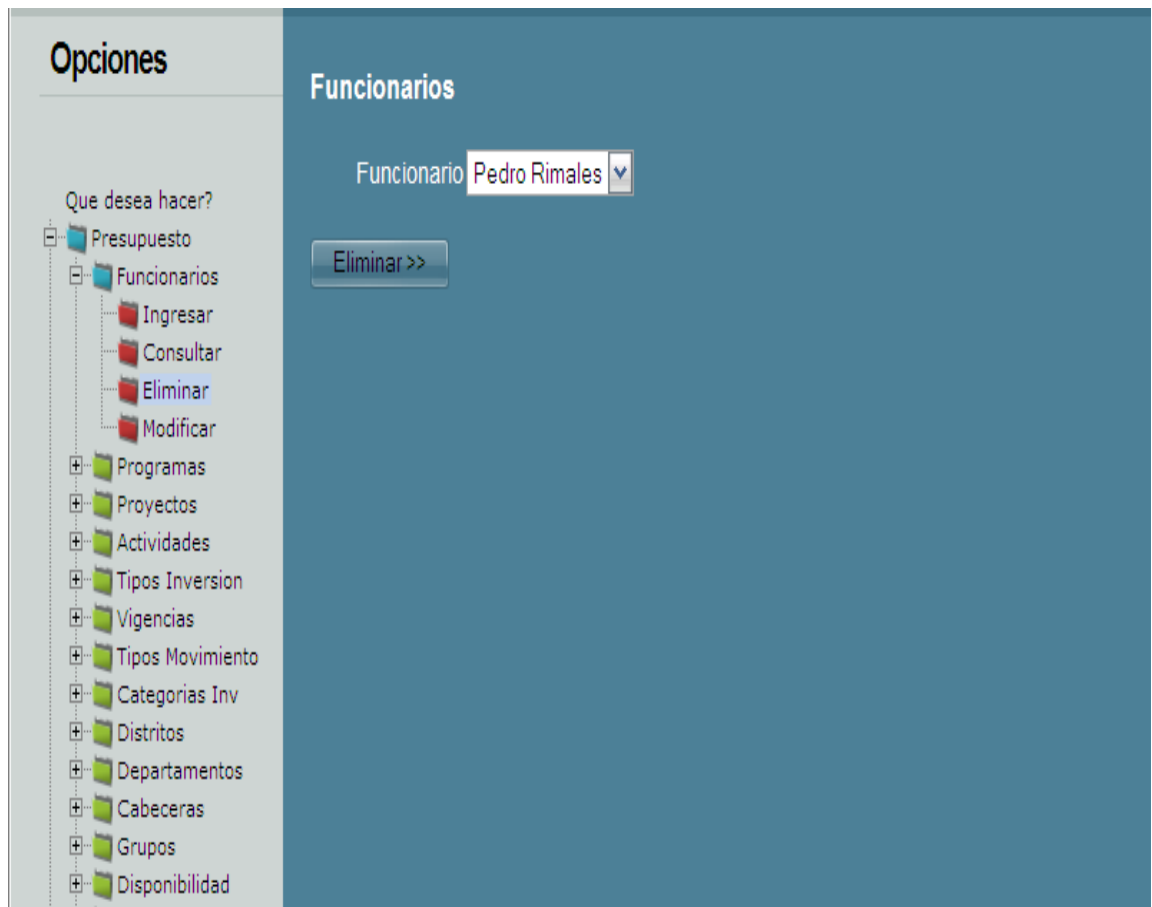 Opciones
Que desea hacer?
Presupuesto
Funcionarios
Ingresar
Consultar
Eliminar
Modificar
Programas
Proyectos
Actividades
Tipos Inversion
Vigencias
Tipos Movimiento
Categorias Inv
Distritos
Departamentos
Cabeceras
Grupos
Disponibilidad
Funcionarios
Funcionario Pedro Rimales
Eliminar >>